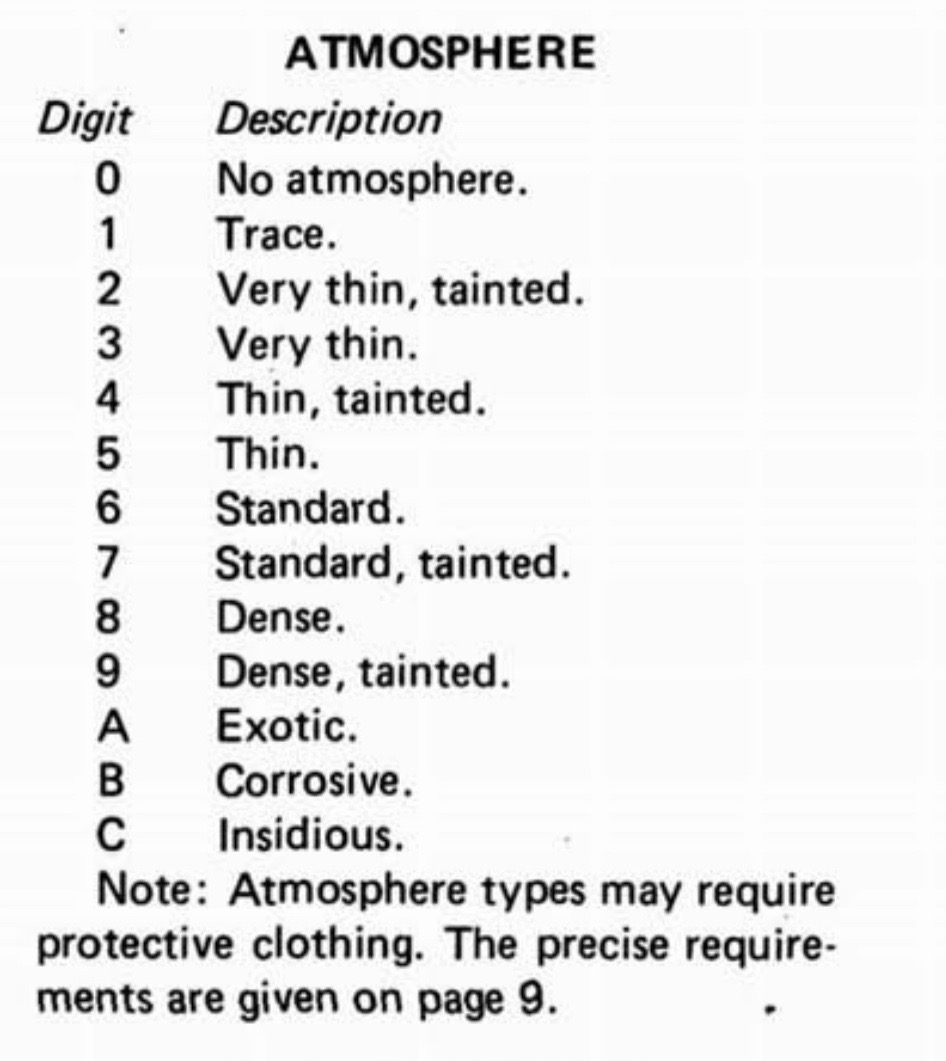 ATMOSPHERE
Digit Description
0 No atmosphere.
1 Trace.
2 Very thin, tainted.
3 Very thin.
4 Thin, tainted.
5 Thin.
6 Standard.
7 Standard, tainted.
8 Dense.
9 Dense, tainted.
A Exotic.
B Corrosive.
C Insidious.
Note: Atmosphere types may require
protective clothing. The precise require-
ments are given on page 9.